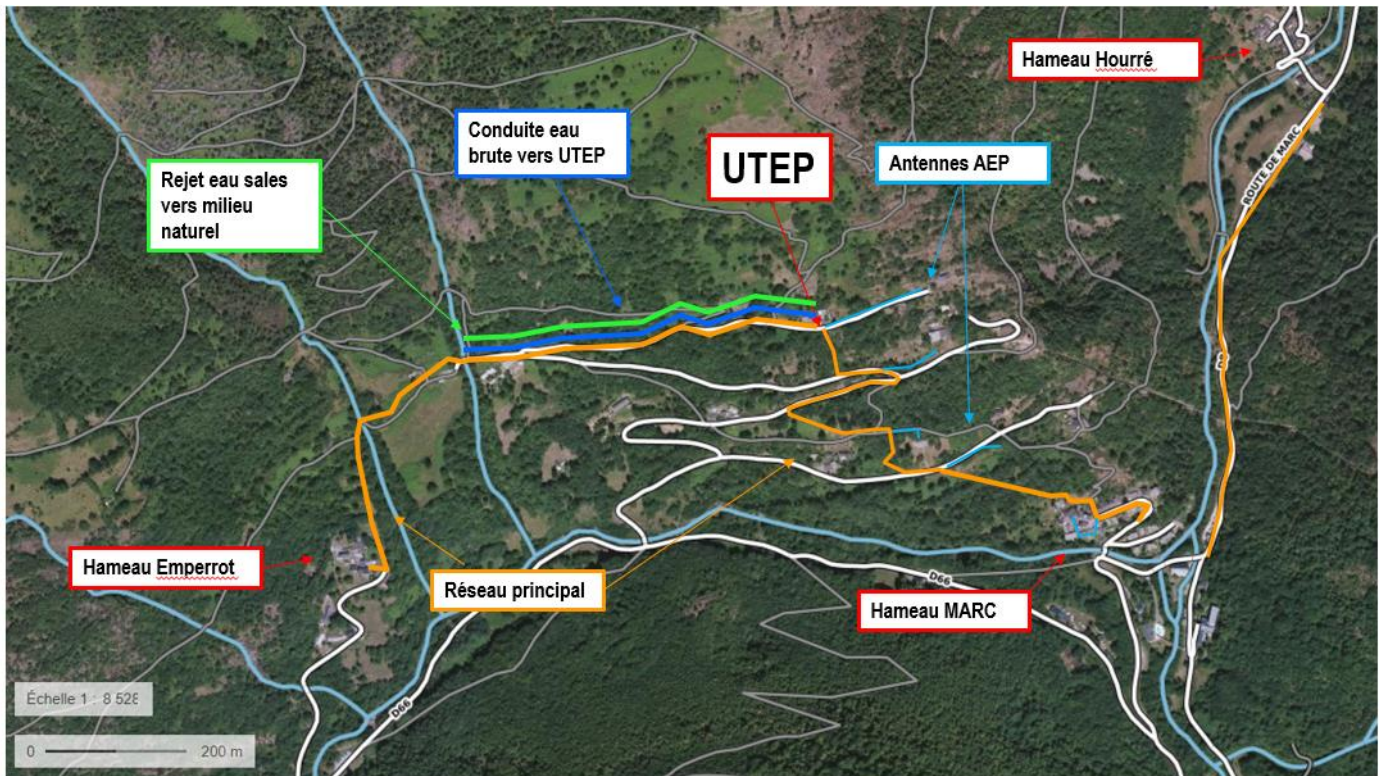 Hameau Hourré
Conduite eau
brute vers UTEP
UTEP
Antennes AEP
ROUTE DE MARC
Rejet eau sales
vers milieu
naturel
Hameau Emperrot
Réseau principal
D66
Hameau MARC
Échelle 1 : 8 528
D66
0
200 m